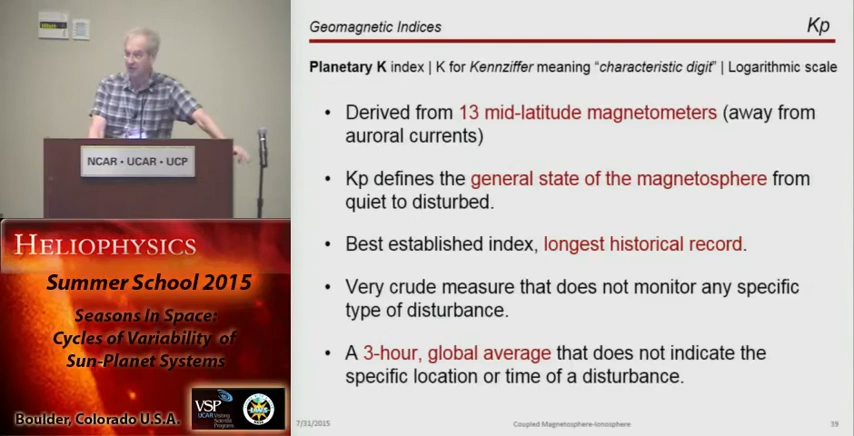 NCAR • UCAR • UCP
HELIOPHYSICS
Summer School 2015
Seasons In Space:
Cycles of Variability of
Sun-Planet Systems
Boulder, Colorado U.S.A.
VSP
UCAR Visiting
Scientist
Programs
Geomagnetic Indices
Kp
Planetary K index | K for Kennziffer meaning “characteristic digit” | Logarithmic scale
• Derived from 13 mid-latitude magnetometers (away from
auroral currents)
• Kp defines the general state of the magnetosphere from
quiet to disturbed.
• Best established index, longest historical record.
• Very crude measure that does not monitor any specific
type of disturbance.
• A 3-hour, global average that does not indicate the
specific location or time of a disturbance.
7/31/2015
Coupled Magnetosphere-Ionosphere
39